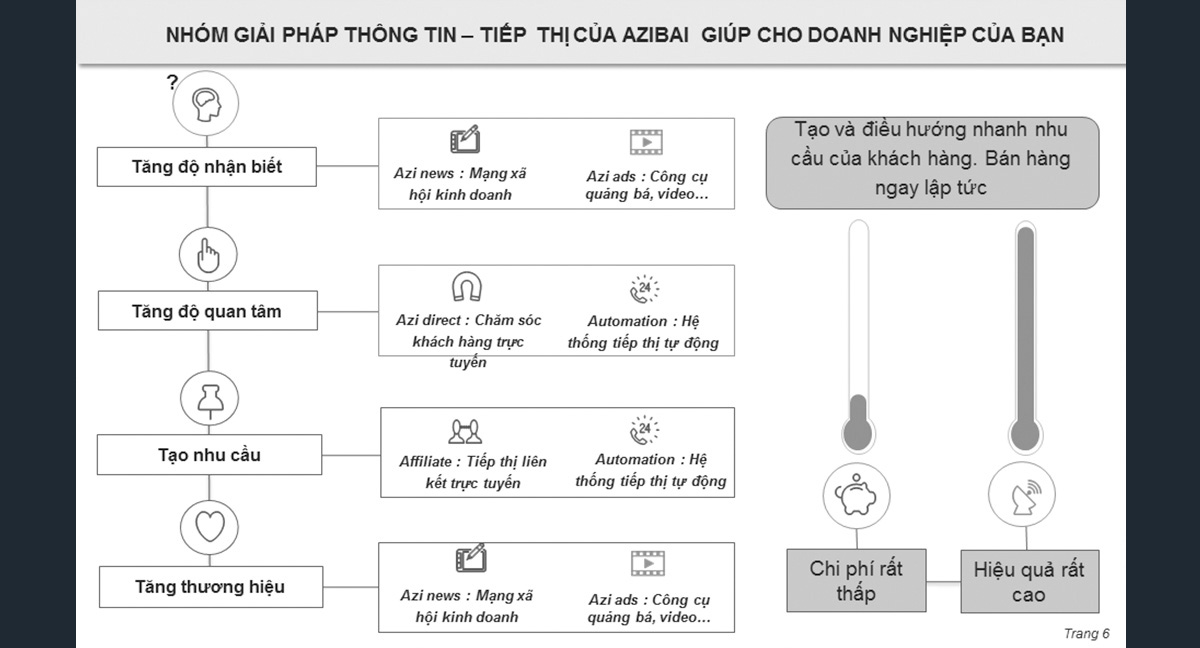 NHÓM GIẢI PHÁP THÔNG TIN – TIẾP THỊ CỦA AZIBAI GIÚP CHO DOANH NGHIỆP CỦA BẠN
?
Tăng độ nhận biết
Azi news : Mạng xã
hội kinh doanh
Azi ads : Công cụ
quảng bá, video...
Tăng độ quan tâm
24
Azi direct : Chăm sóc
khách hàng trực
tuyến
Automation : Hệ
thống tiếp thị tự động
Tạo nhu cầu
24
Affiliate : Tiếp thị liên
kết trực tuyến
Automation : Hệ
thống tiếp thị tự động
Tăng thương hiệu
Azi news : Mạng xã
hội kinh doanh
Azi ads : Công cụ
quảng bá, video...
Tạo và điều hướng nhanh nhu
cầu của khách hàng. Bán hàng
ngay lập tức
Chi phí rất
thấp
Hiệu quả rất
cao
Trang 6